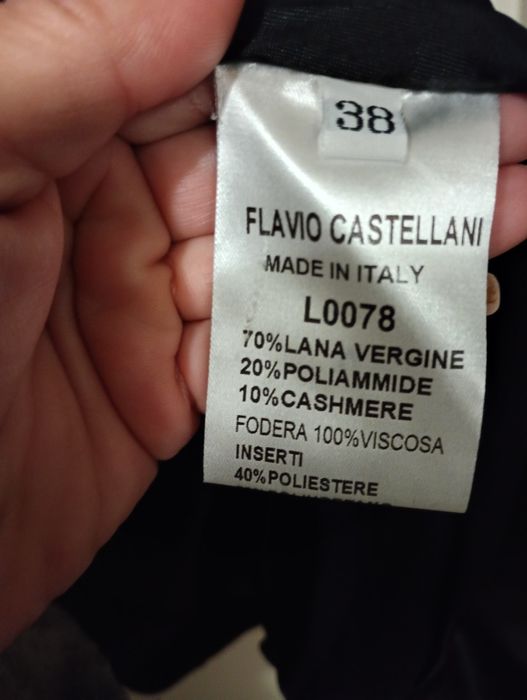 38
FLAVIO CASTELLANI
MADE IN ITALY
L0078
70%LANA VERGINE
20%POLIAMMIDE
10%CASHMERE
FODERA 100%VISCOSA
INSERTI
40%POLIESTERE